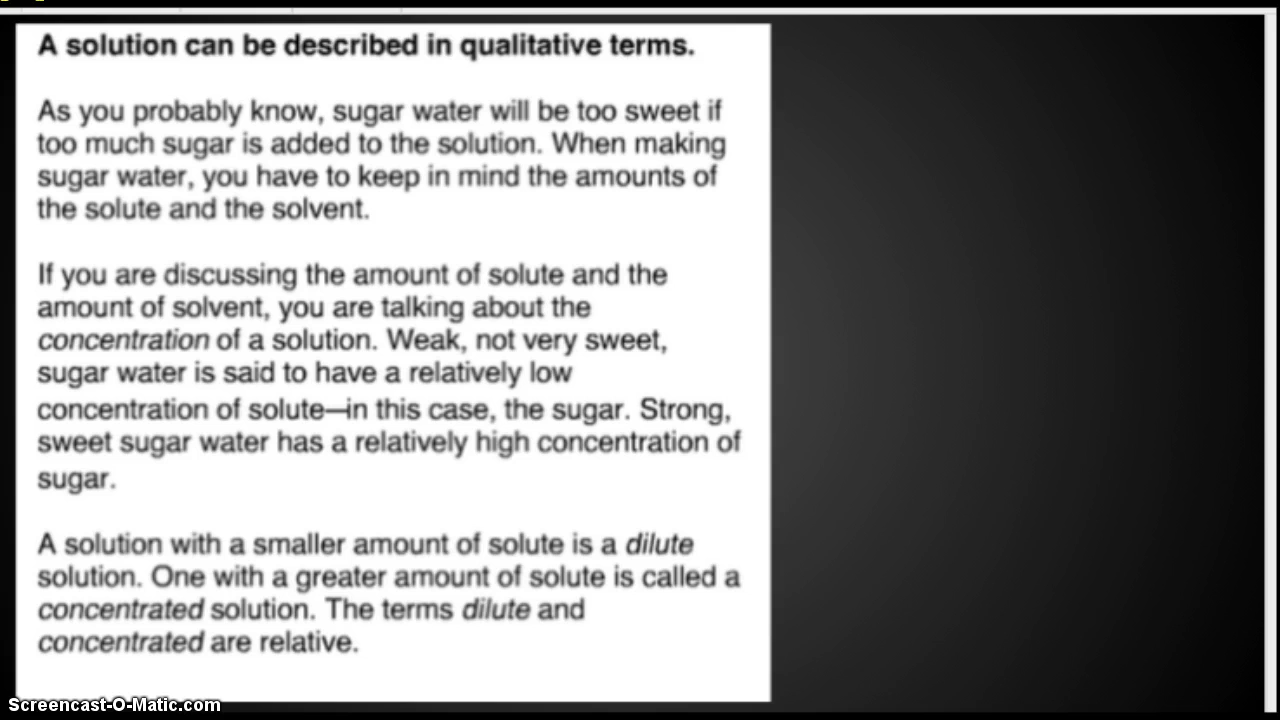 A solution can be described in qualitative terms.
As you probably know, sugar water will be too sweet if
too much sugar is added to the solution. When making
sugar water, you have to keep in mind the amounts of
the solute and the solvent.
If you are discussing the amount of solute and the
amount of solvent, you are talking about the
concentration of a solution. Weak, not very sweet,
sugar water is said to have a relatively low
concentration of solute—in this case, the sugar. Strong,
sweet sugar water has a relatively high concentration of
sugar.
A solution with a smaller amount of solute is a dilute
solution. One with a greater amount of solute is called a
concentrated solution. The terms dilute and
concentrated are relative.
Screencast-O-Matic.com